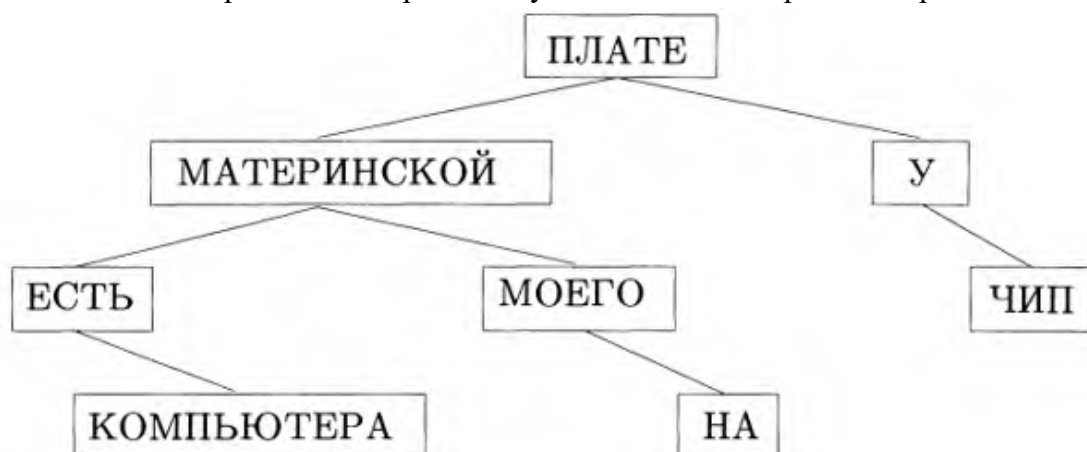 ПЛАТЕ
МАТЕРИНСКОЙ
У
ЕСТЬ
МОЕГО
ЧИП
КОМПЬЮТЕРА
НА